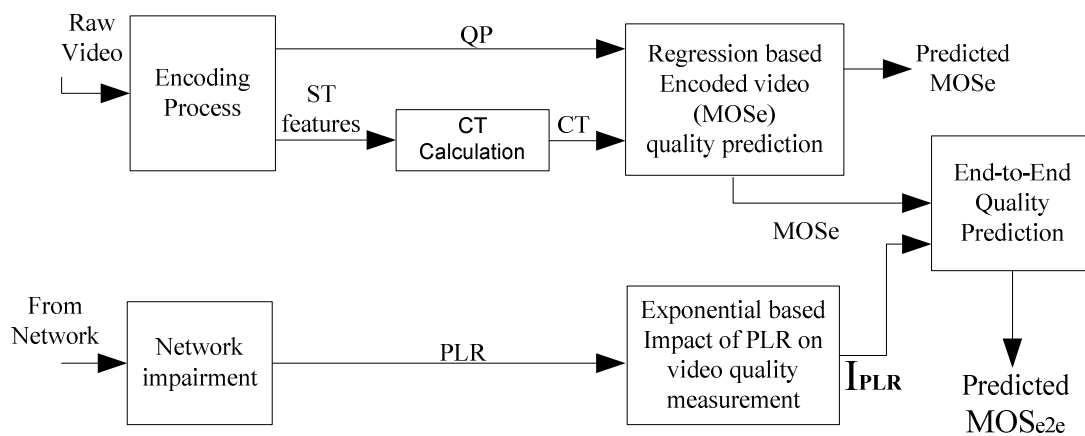 Raw
Video
Encoding
Process
QP
ST
features
CT
Calculation
CT
Regression based
Encoded video
(MOSe)
quality prediction
Predicted
MOSe
MOSe
End-to-End
Quality
Prediction
From
Network
Network
impairment
PLR
Exponential based
Impact of PLR on
video quality
measurement
IPLR
Predicted
MOSe2e